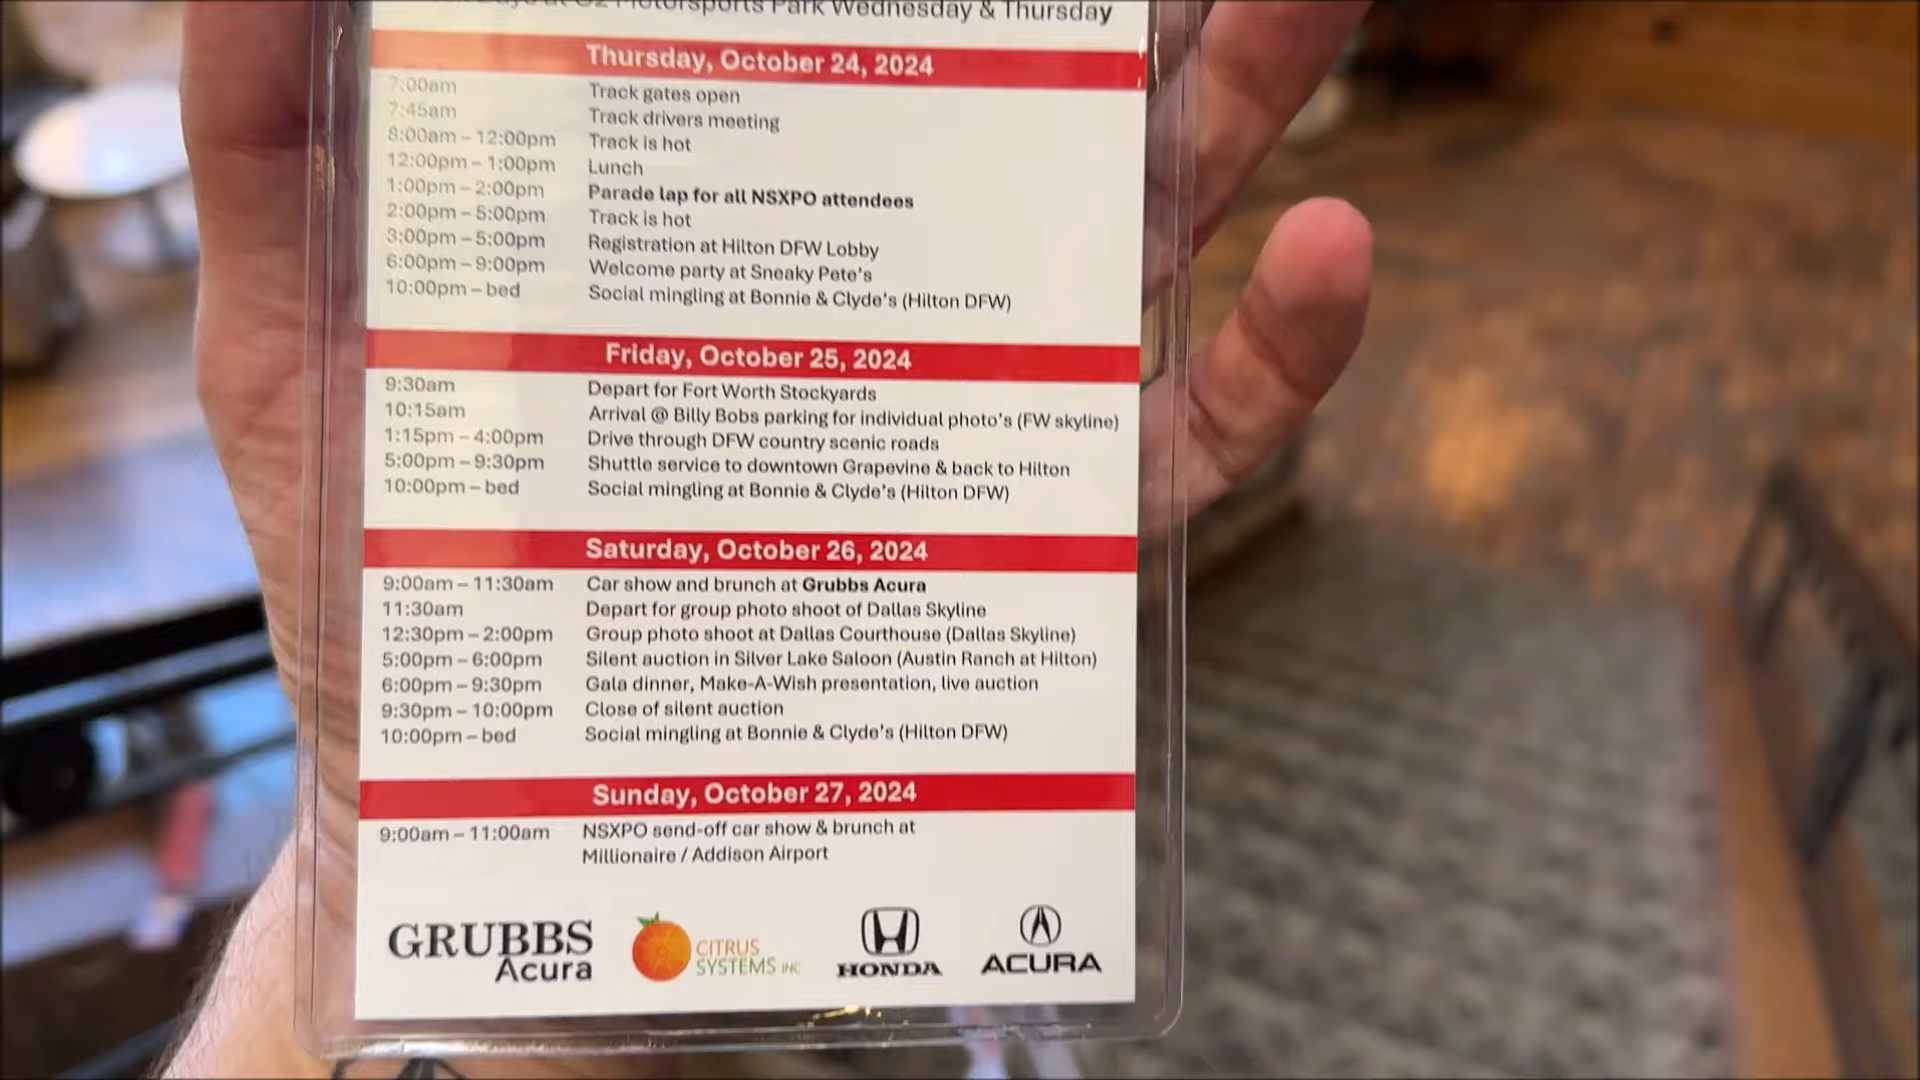 Motorsports Park Wednesday & Thursday
Thursday, October 24, 2024
7:00am Track gates open
7:45am Track drivers meeting
8:00am – 12:00pm Track is hot
12:00pm – 1:00pm Lunch
1:00pm – 2:00pm Parade lap for all NSXPO attendees
2:00pm – 5:00pm Track is hot
3:00pm – 5:00pm Registration at Hilton DFW Lobby
6:00pm – 9:00pm Welcome party at Sneaky Pete's
10:00pm – bed Social mingling at Bonnie & Clyde's (Hilton DFW)
Friday, October 25, 2024
9:30am Depart for Fort Worth Stockyards
10:15am Arrival @ Billy Bobs parking for individual photo's (FW skyline)
1:15pm – 4:00pm Drive through DFW country scenic roads
5:00pm – 9:30pm Shuttle service to downtown Grapevine & back to Hilton
10:00pm – bed Social mingling at Bonnie & Clyde's (Hilton DFW)
Saturday, October 26, 2024
9:00am – 11:30am Car show and brunch at Grubbs Acura
11:30am Depart for group photo shoot of Dallas Skyline
12:30pm – 2:00pm Group photo shoot at Dallas Courthouse (Dallas Skyline)
5:00pm – 6:00pm Silent auction in Silver Lake Saloon (Austin Ranch at Hilton)
6:00pm – 9:30pm Gala dinner, Make-A-Wish presentation, live auction
9:30pm – 10:00pm Close of silent auction
10:00pm – bed Social mingling at Bonnie & Clyde's (Hilton DFW)
Sunday, October 27, 2024
9:00am – 11:00am NSXPO send-off car show & brunch at
Millionaire / Addison Airport
GRUBBS
Acura
CITRUS
SYSTEMS INC
HONDA
ACURA